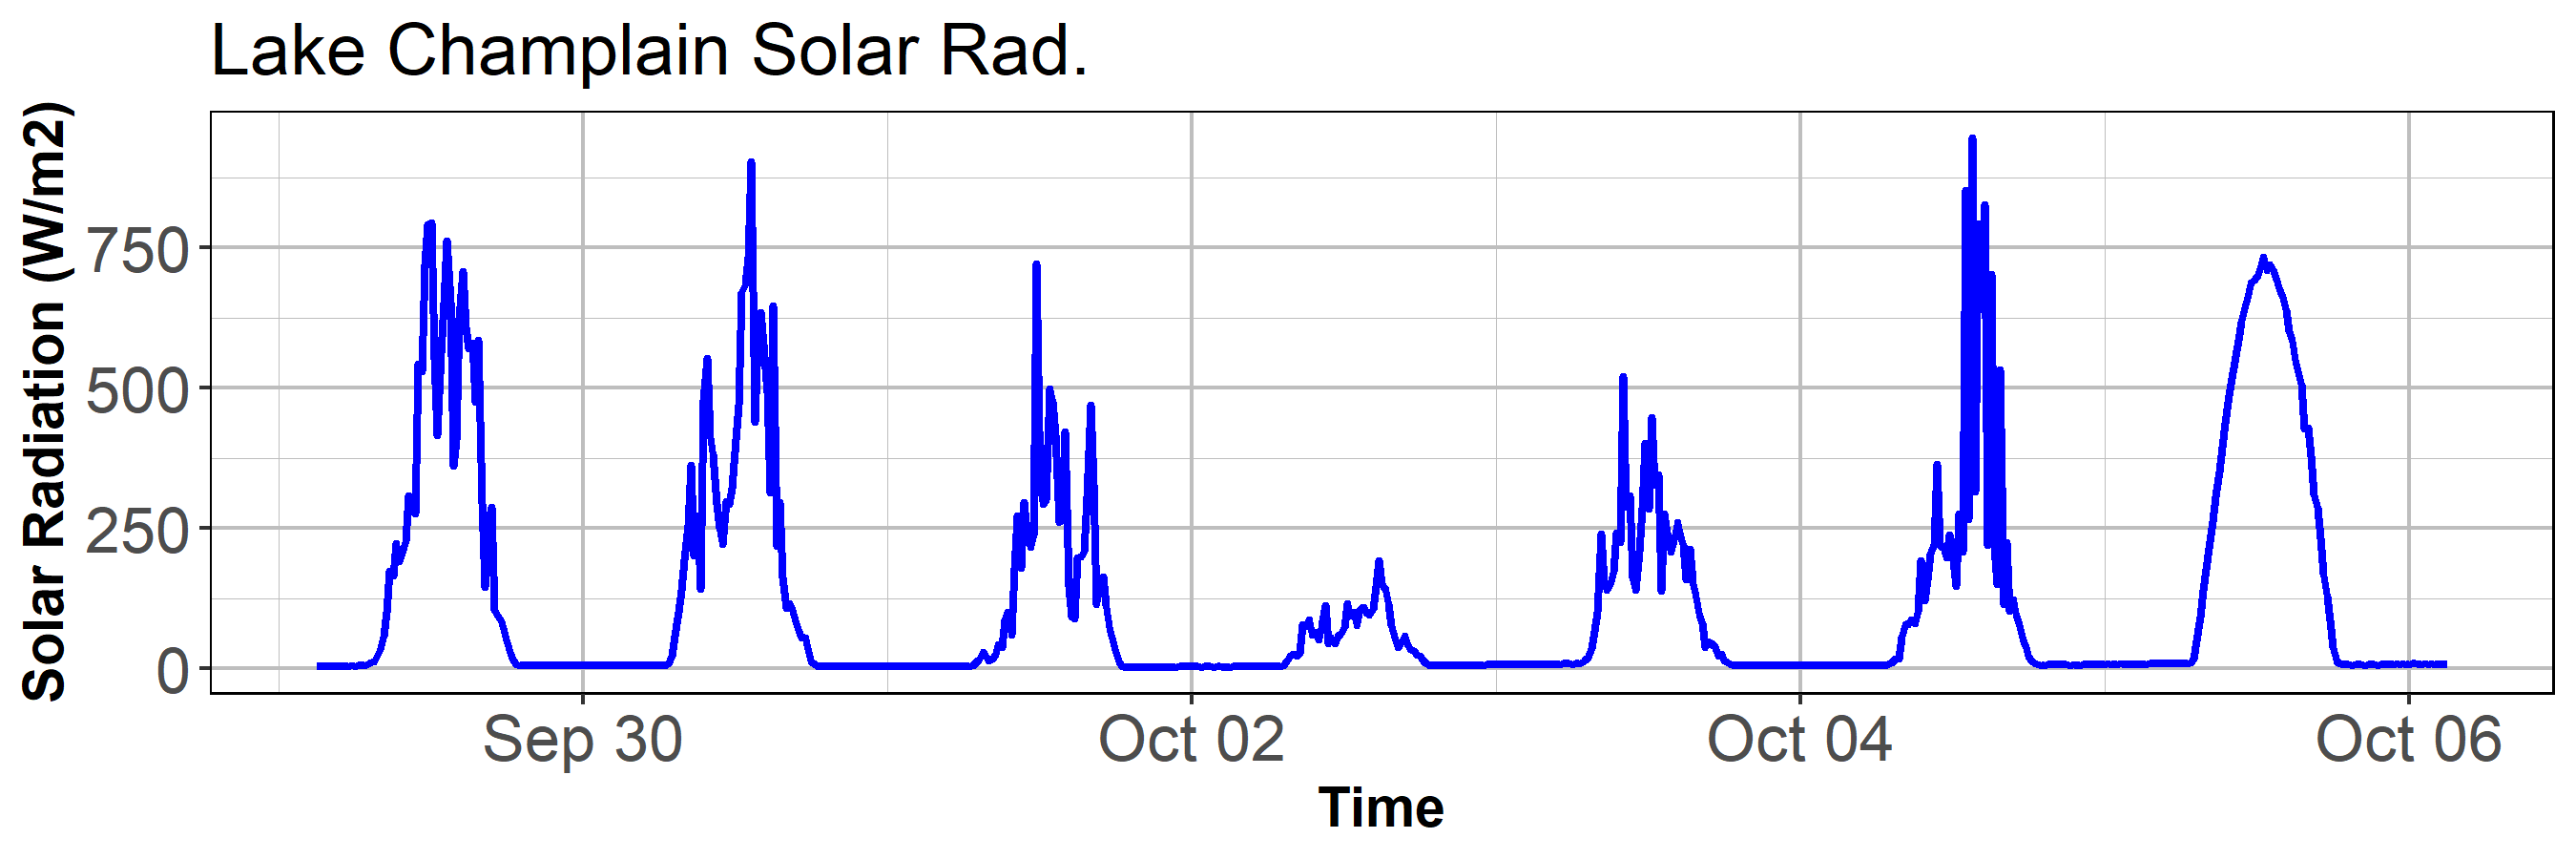 Lake Champlain Solar Rad.
Solar Radiation (W/m2)
750
500
250
0
Sep 30
Oct 02
Oct 04
Oct 06
Time